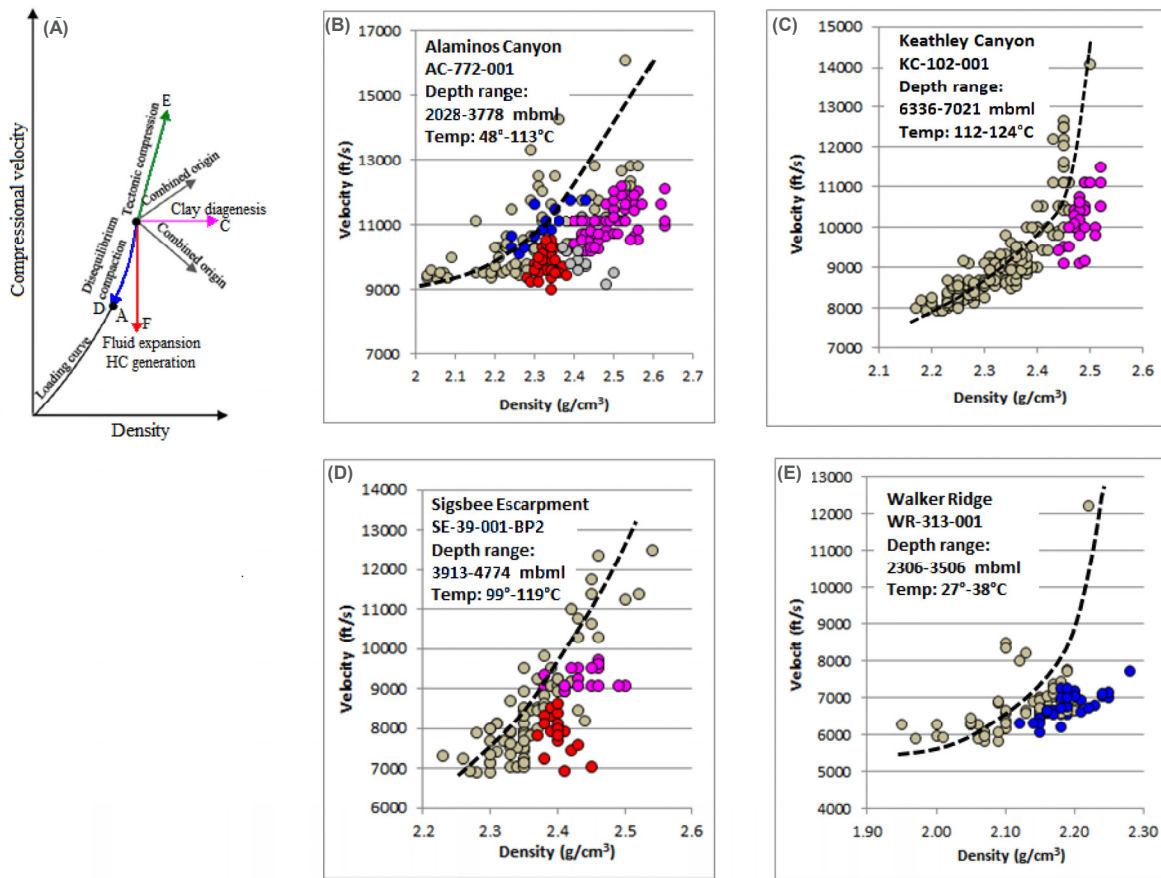 (A)
Compressional velocity
E
Tectonic compression
Combined origin
Clay diagenesis
C
Combined origin
Disequilibrium
compaction
D
A
F
Fluid expansion
HC generation
Loading curve
Density
(B)
Alaminos Canyon
AC-772-001
Depth range:
2028-3778 mbml
Temp: 48°-113°C
17000
15000
13000
11000
9000
7000
Velocity (ft/s)
2 2.1 2.2 2.3 2.4 2.5 2.6 2.7
Density (g/cm³)
(C)
Keathley Canyon
KC-102-001
Depth range:
6336-7021 mbml
Temp: 112-124°C
15000
14000
13000
12000
11000
10000
9000
8000
7000
Velocity (ft/s)
2.1 2.2 2.3 2.4 2.5 2.6
Density (g/cm³)
(D)
Sigsbee Escarpment
SE-39-001-BP2
Depth range:
3913-4774 mbml
Temp: 99°-119°C
14000
13000
12000
11000
10000
9000
8000
7000
6000
Velocity (ft/s)
2.2 2.3 2.4 2.5 2.6
Density (g/cm³)
(E)
Walker Ridge
WR-313-001
Depth range:
2306-3506 mbml
Temp: 27°-38°C
13000
12000
11000
10000
9000
8000
7000
6000
5000
4000
Velocit (ft/s)
1.90 2.00 2.10 2.20 2.30
Density (g/cm³)